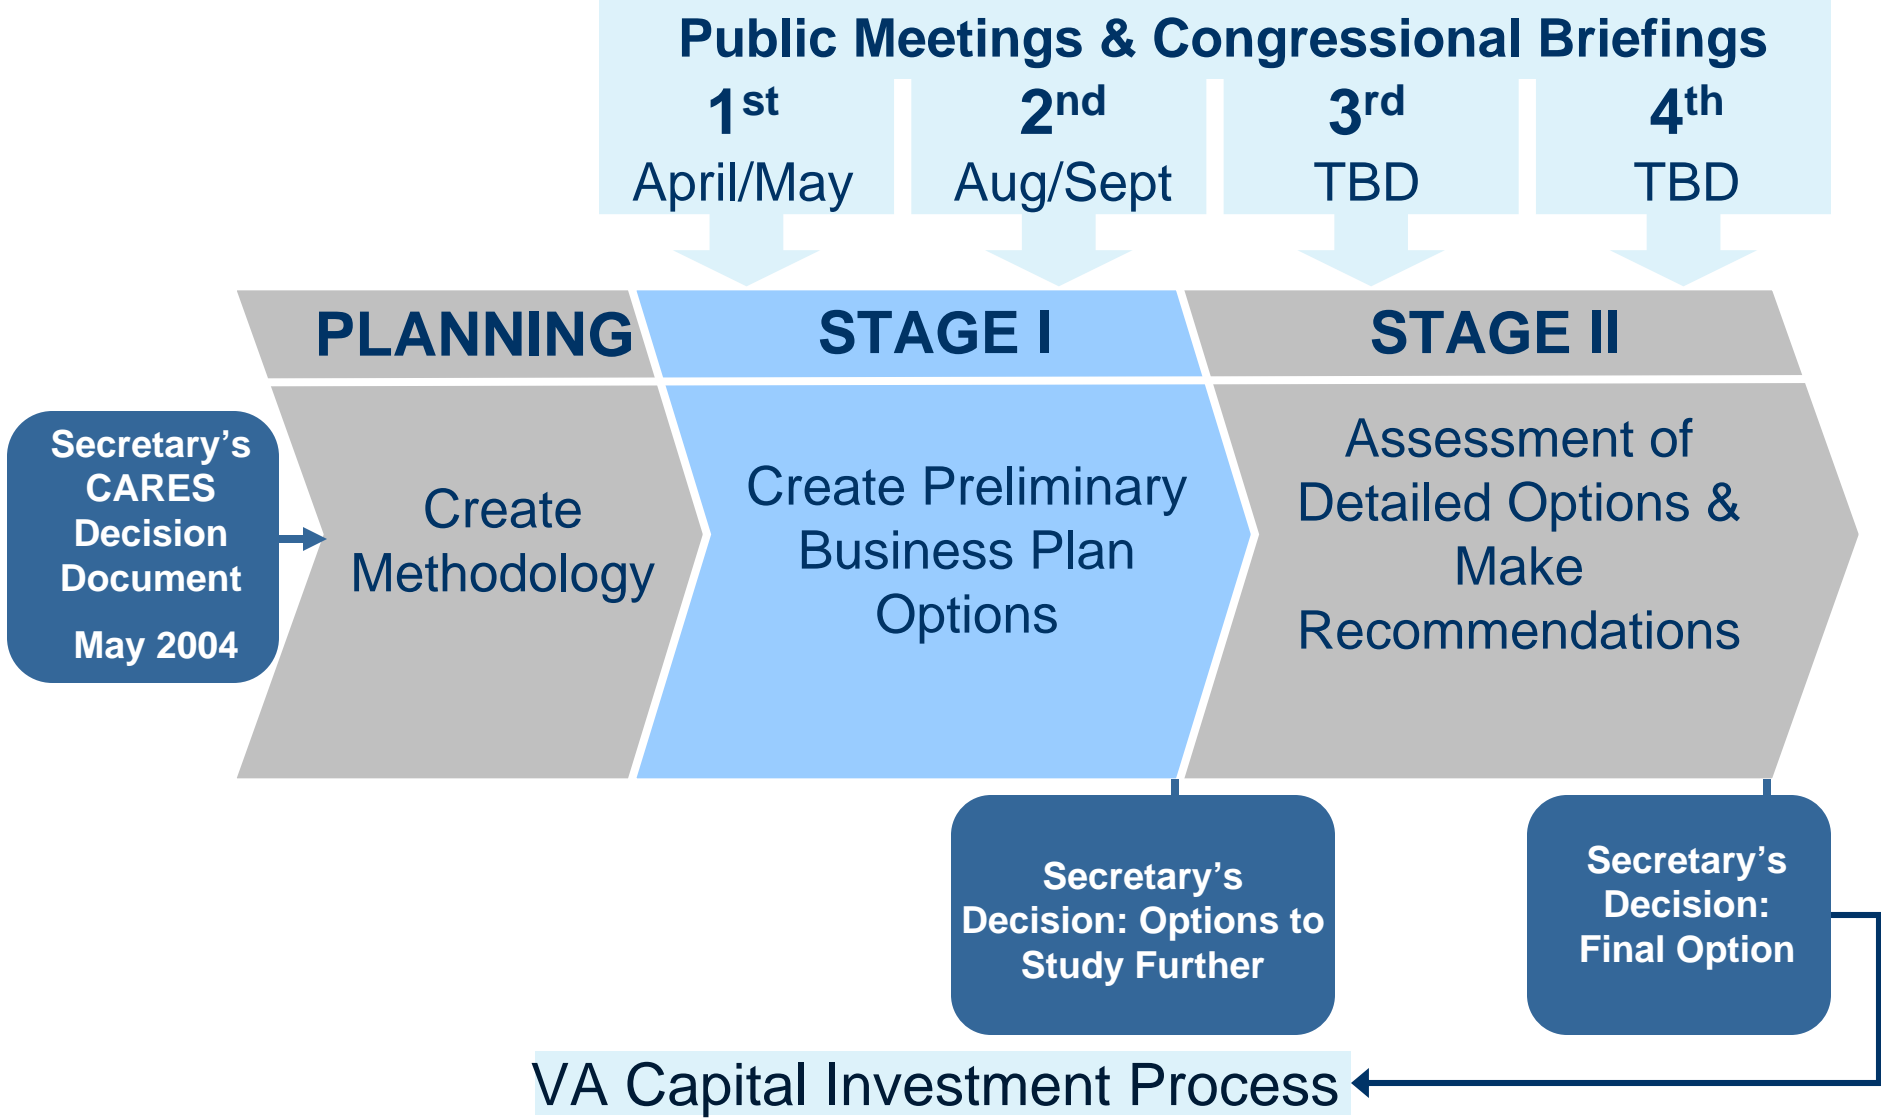 Public Meetings & Congressional Briefings
1st
April/May
2nd
Aug/Sept
3rd
TBD
4th
TBD
PLANNING
STAGE I
STAGE II
Secretary’s
CARES
Decision
Document
May 2004
Create
Methodology
Create Preliminary
Business Plan
Options
Assessment of
Detailed Options &
Make
Recommendations
Secretary’s
Decision: Options to
Study Further
Secretary’s
Decision:
Final Option
VA Capital Investment Process